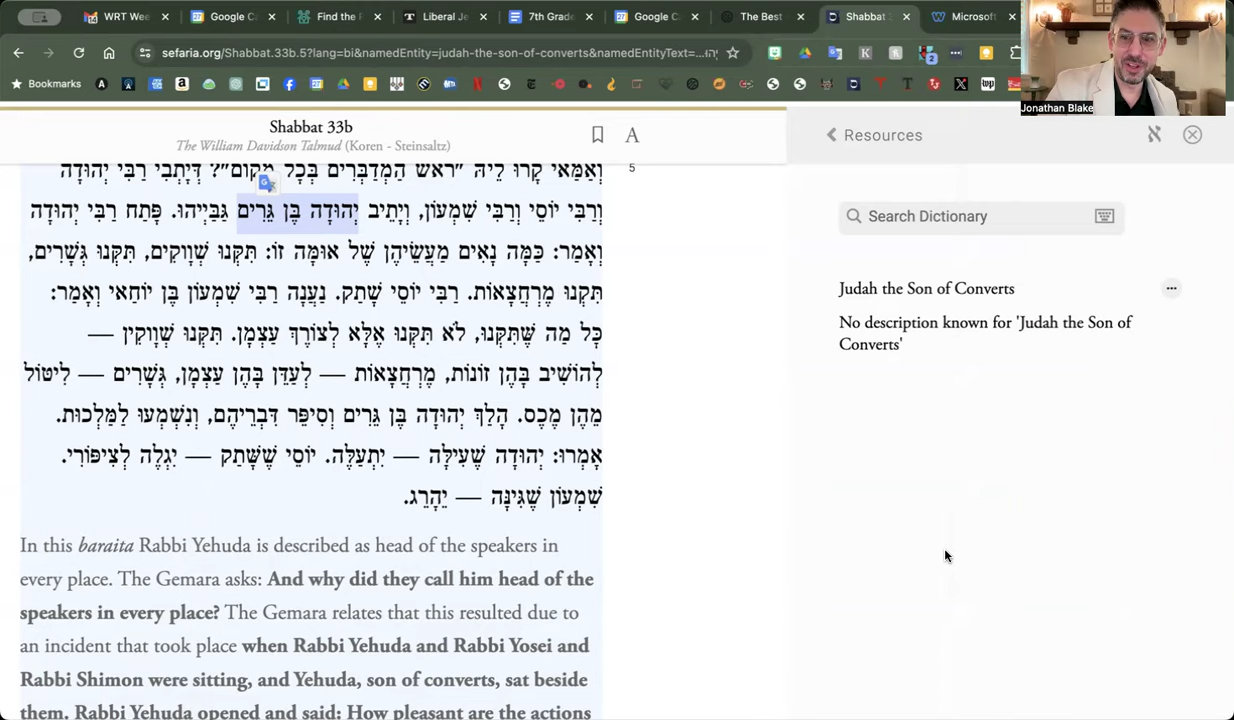 WRT Wee
Google C
Find the
Liberal Je
7th Grade
Google C
The Best
Shabbat
Microsoft
sefaria.org/Shabbat.33b.5?lang=bi&namedEntity=judah-the-son-of-converts&namedEntityText=...
Bookmarks
Jonathan Blake
Shabbat 33b
The William Davidson Talmud (Koren - Steinsaltz)
A
Resources
וְאַמַּאי קָרוּ לֵיהּ ״רֹאשׁ הַמְדַבְּרִים בְּכָל מָקוֹם״? דְּיָתְבִי רַבִּי יְהוּדָה
5
וְרַבִּי יוֹסֵי וְרַבִּי שִׁמְעוֹן, וְיָתֵיב יְהוּדָה בֶּן גֵּרִים גַּבַּיְיהוּ. פָּתַח רַבִּי יְהוּדָה
וְאָמַר: כַּמָּה נָאִים מַעֲשֵׂיהֶן שֶׁל אוּמָּה זוֹ: תִּקְּנוּ שְׁווֹקִים, תִּקְּנוּ גְּשָׁרִים,
תִּקְּנוּ מֶרְחֲצָאוֹת. רַבִּי יוֹסֵי שָׁתַק. נַעֲנָה רַבִּי שִׁמְעוֹן בֶּן יוֹחַאי וְאָמַר:
כׇּל מַה שֶּׁתִּקְּנוּ, לֹא תִּקְּנוּ אֶלָּא לְצוֹרֶךְ עַצְמָן. תִּקְּנוּ שְׁווֹקִין —
לְהוֹשִׁיב בָּהֶן זוֹנוֹת, מֶרְחֲצָאוֹת — לְעַדֵּן בָּהֶן עַצְמָן, גְּשָׁרִים — לִיטּוֹל
מֵהֶן מֶכֶס. הָלַךְ יְהוּדָה בֶּן גֵּרִים וְסִיפֵּר דִּבְרֵיהֶם, וְנִשְׁמְעוּ לַמַּלְכוּת.
אָמְרוּ: יְהוּדָה שֶׁעִילָּה — יִתְעַלֶּה. יוֹסֵי שֶׁשָּׁתַק — יִגְלֶה לְצִיפּוֹרִי.
שִׁמְעוֹן שֶׁגִּינָּה — יֵהָרֵג.
In this baraita Rabbi Yehuda is described as head of the speakers in
every place. The Gemara asks: And why did they call him head of the
speakers in every place? The Gemara relates that this resulted due to
an incident that took place when Rabbi Yehuda and Rabbi Yosei and
Rabbi Shimon were sitting, and Yehuda, son of converts, sat beside
them. Rabbi Yehuda opened and said: How pleasant are the actions
Search Dictionary
Judah the Son of Converts
No description known for 'Judah the Son of
Converts'